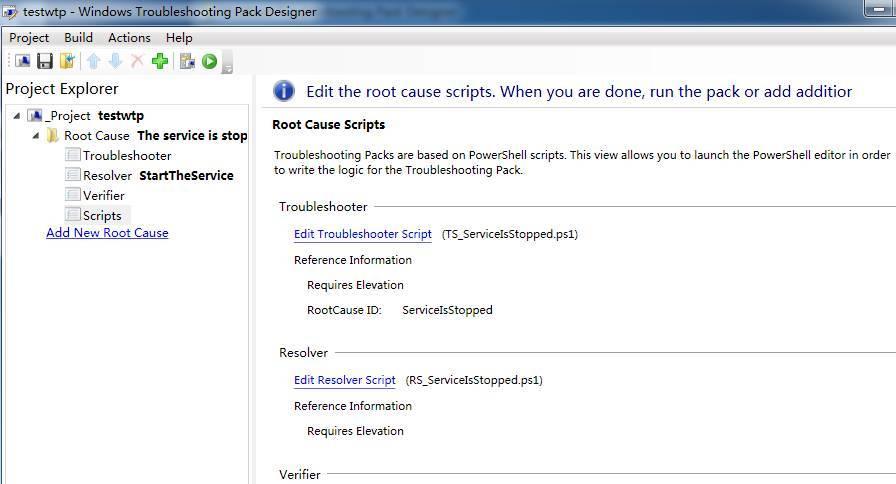 testwtp - Windows Troubleshooting Pack Designer
Project Build Actions Help
Project Explorer
_Project testwtp
Root Cause The service is stop
Troubleshooter
Resolver StartTheService
Verifier
Scripts
Add New Root Cause
Edit the root cause scripts. When you are done, run the pack or add additior
Root Cause Scripts
Troubleshooting Packs are based on PowerShell scripts. This view allows you to launch the PowerShell editor in order
to write the logic for the Troubleshooting Pack.
Troubleshooter
Edit Troubleshooter Script (TS_ServiceIsStopped.ps1)
Reference Information
Requires Elevation
RootCause ID: ServiceIsStopped
Resolver
Edit Resolver Script (RS_ServiceIsStopped.ps1)
Reference Information
Requires Elevation
Verifier